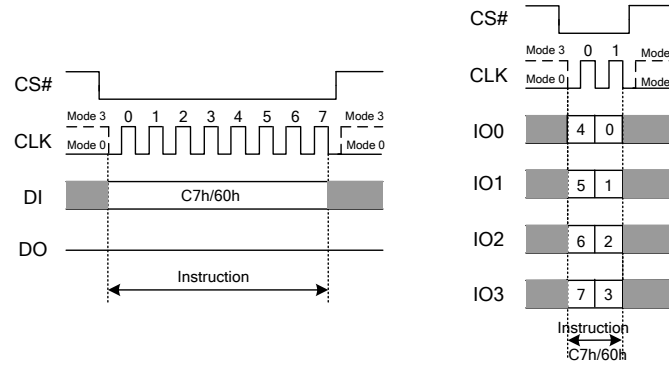 CS#
Mode 3 0 1 2 3 4 5 6 7 Mode 3
CLK
Mode 0 Mode 0
DI C7h/60h
DO
Instruction
CS#
Mode 3 0 1 Mode
CLK
Mode 0 Mode
IO0 4 0
IO1 5 1
IO2 6 2
IO3 7 3
Instruction
C7h/60h